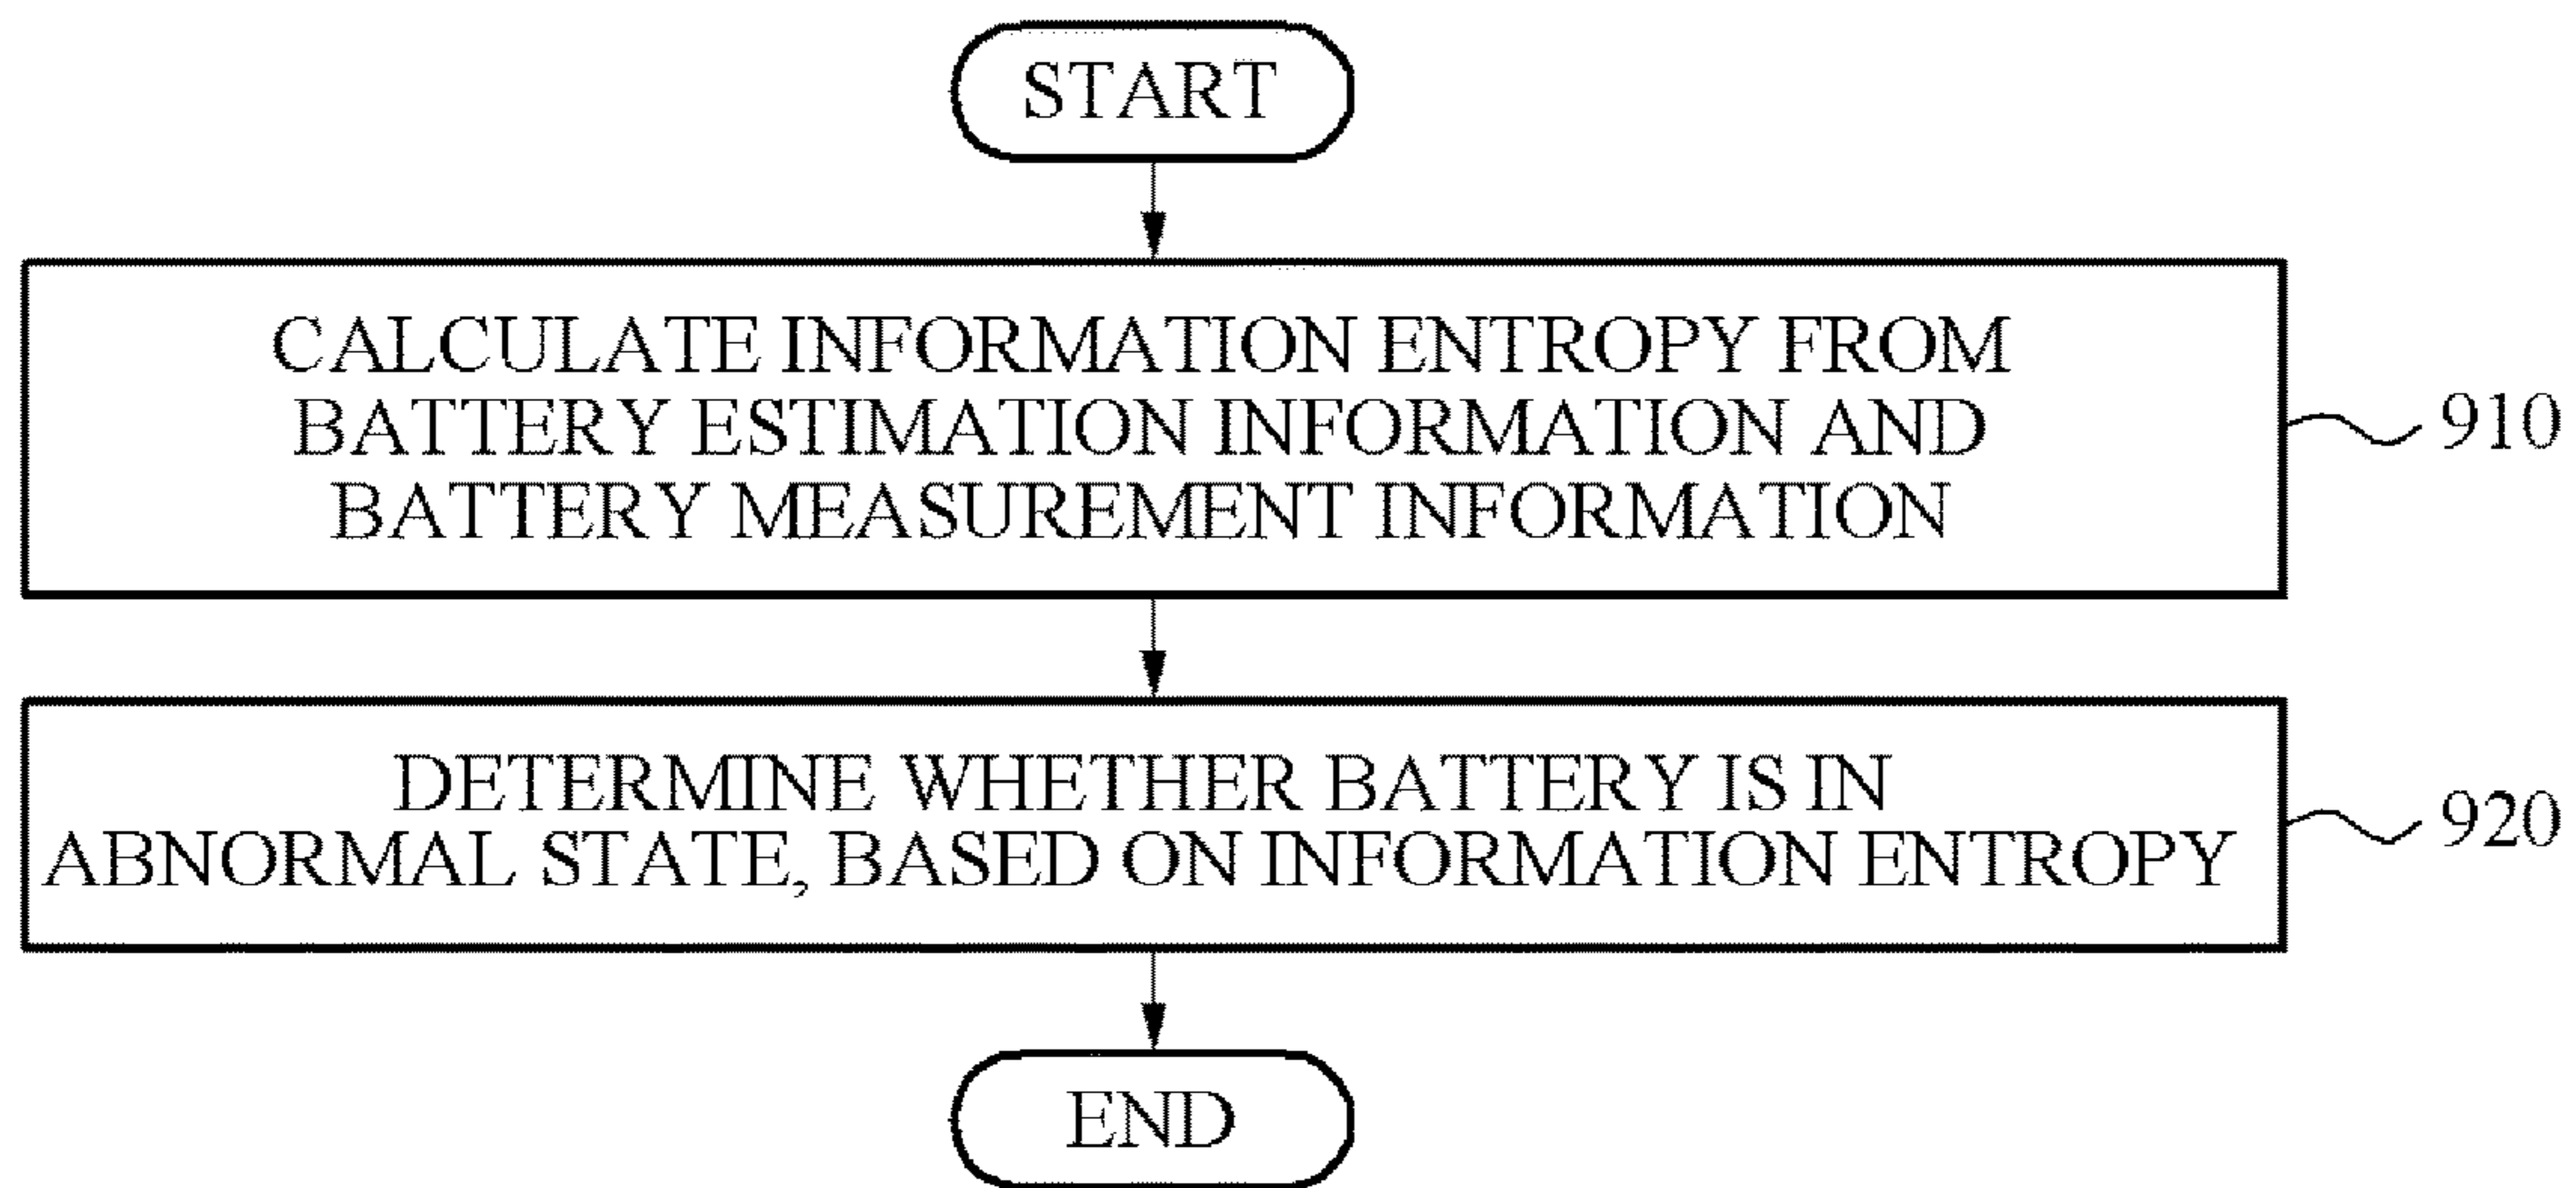 START
CALCULATE INFORMATION ENTROPY FROM
BATTERY ESTIMATION INFORMATION AND
BATTERY MEASUREMENT INFORMATION
910
DETERMINE WHETHER BATTERY IS IN
ABNORMAL STATE, BASED ON INFORMATION ENTROPY
920
END